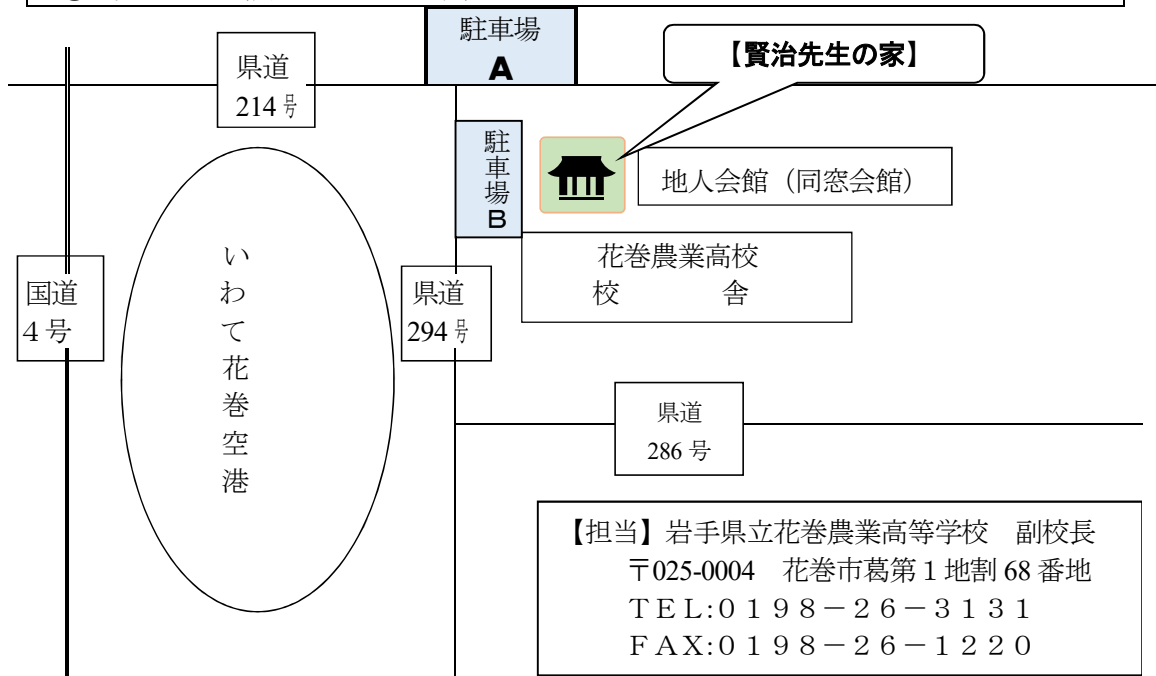 駐車場
A
【賢治先生の家】
県道
214号
駐車場B
地人会館（同窓会館）
花巻農業高校
校　　　舎
いわて花巻空港
国道
４号
県道
294号
県道
286号
【担当】岩手県立花巻農業高等学校　副校長
〒025-0004　花巻市葛第１地割68番地
ＴＥＬ:０１９８－２６－３１３１
ＦＡＸ:０１９８－２６－１２２０